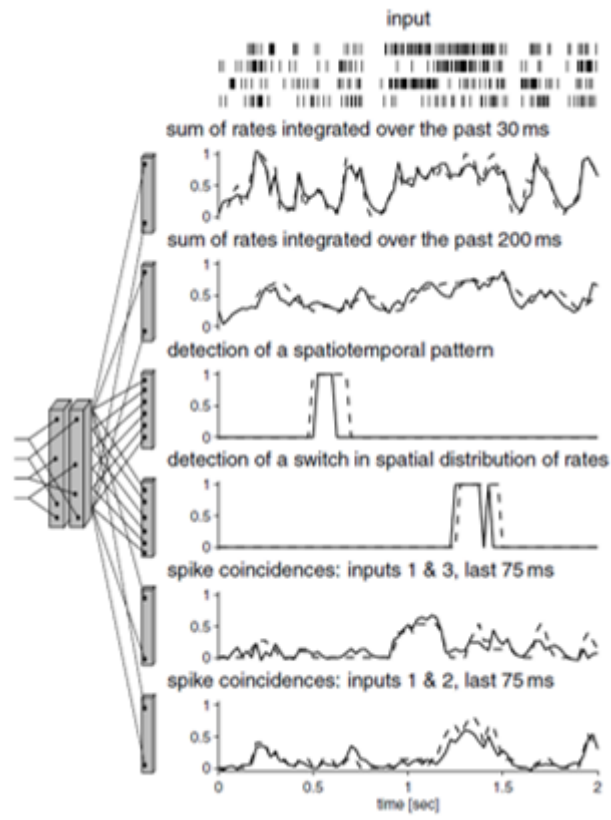 input
sum of rates integrated over the past 30 ms
1
0.5
0
sum of rates integrated over the past 200 ms
1
0.5
0
detection of a spatiotemporal pattern
1
0.5
0
detection of a switch in spatial distribution of rates
1
0.5
0
spike coincidences: inputs 1 & 3, last 75 ms
1
0.5
0
spike coincidences: inputs 1 & 2, last 75 ms
1
0.5
0
0 0.5 1 1.5 2
time [sec]